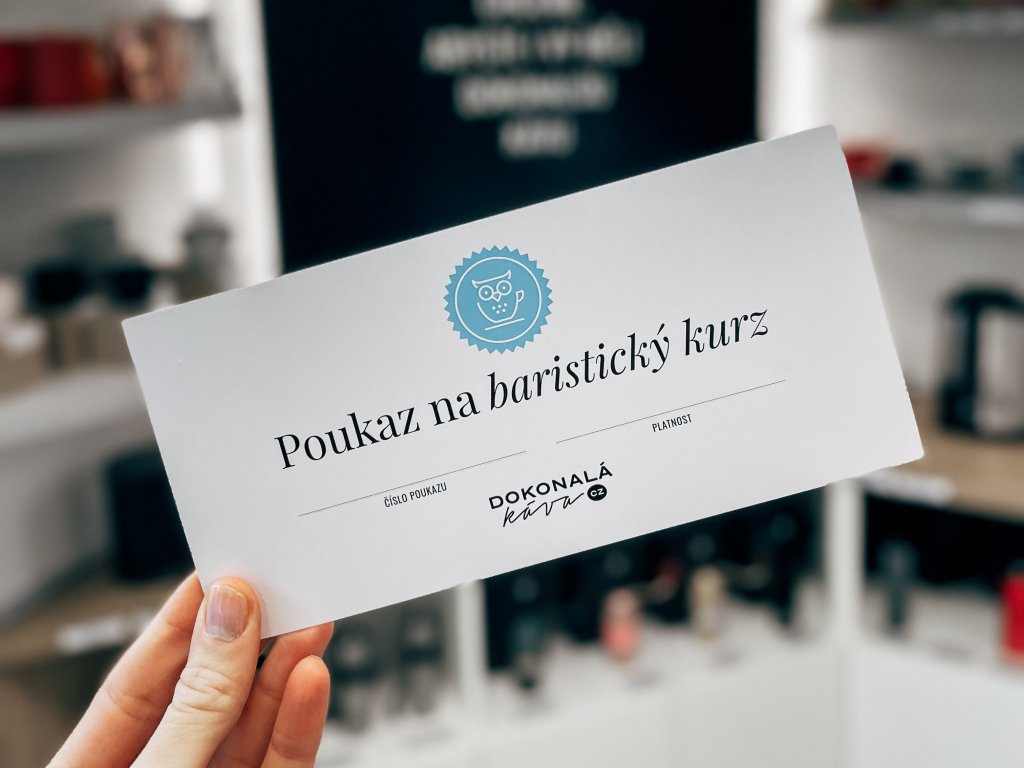 Poukaz na baristický kurz
ČÍSLO POUKAZU
PLATNOST
DOKONALÁ
káva CZ